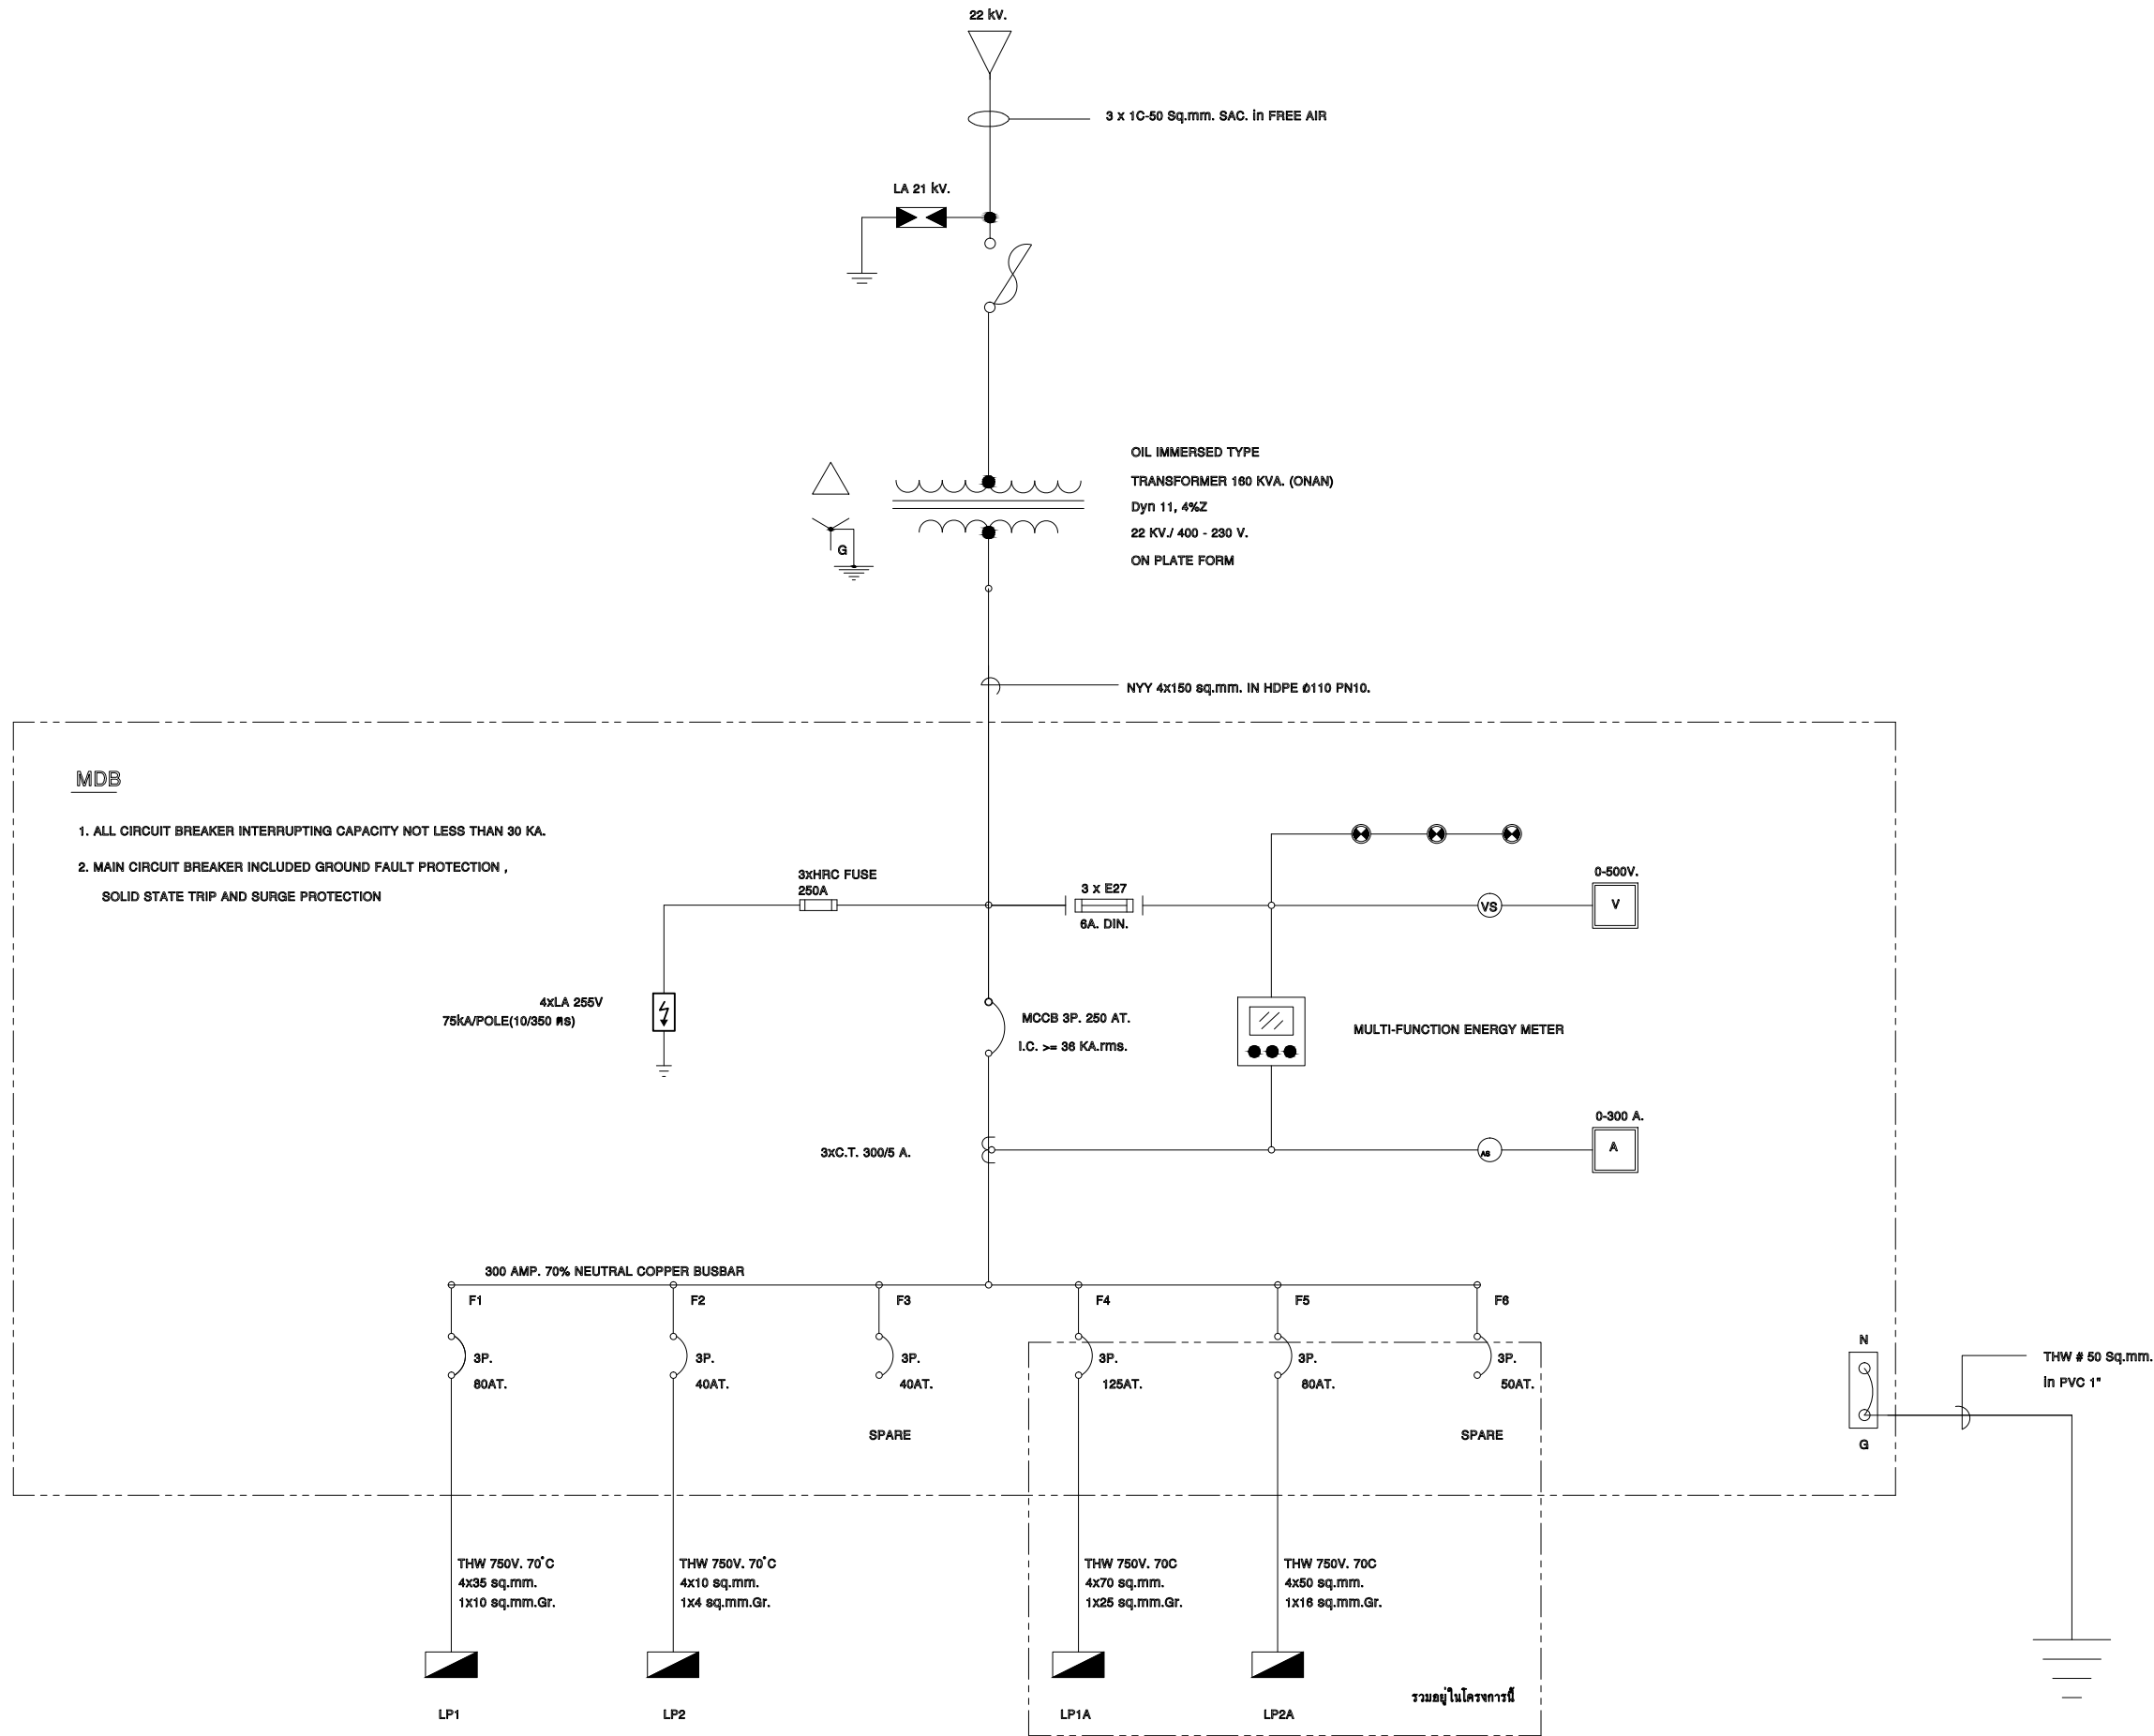 22 kV.
3 x 1C-50 Sq.mm. SAC. in FREE AIR
LA 21 kV.
OIL IMMERSED TYPE
TRANSFORMER 160 KVA. (ONAN)
Dyn 11, 4%Z
22 KV./ 400 - 230 V.
ON PLATE FORM
G
NYY 4x150 sq.mm. IN HDPE ø110 PN10.
MDB
1. ALL CIRCUIT BREAKER INTERRUPTING CAPACITY NOT LESS THAN 30 KA.
2. MAIN CIRCUIT BREAKER INCLUDED GROUND FAULT PROTECTION ,
SOLID STATE TRIP AND SURGE PROTECTION
3xHRC FUSE
250A
3 x E27
6A. DIN.
VS
0-500V.
V
4xLA 255V
75kA/POLE(10/350 ms)
MCCB 3P. 250 AT.
I.C. >= 36 KA.rms.
MULTI-FUNCTION ENERGY METER
3xC.T. 300/5 A.
AS
0-300 A.
A
300 AMP. 70% NEUTRAL COPPER BUSBAR
F1
F2
F3
F4
F5
F6
3P.
80AT.
3P.
40AT.
3P.
40AT.
3P.
125AT.
3P.
80AT.
3P.
50AT.
SPARE
SPARE
N
G
THW # 50 Sq.mm.
in PVC 1"
THW 750V. 70°C
4x35 sq.mm.
1x10 sq.mm.Gr.
THW 750V. 70°C
4x10 sq.mm.
1x4 sq.mm.Gr.
THW 750V. 70C
4x70 sq.mm.
1x25 sq.mm.Gr.
THW 750V. 70C
4x50 sq.mm.
1x16 sq.mm.Gr.
รวมอยู่ในโครงการนี้
LP1
LP2
LP1A
LP2A